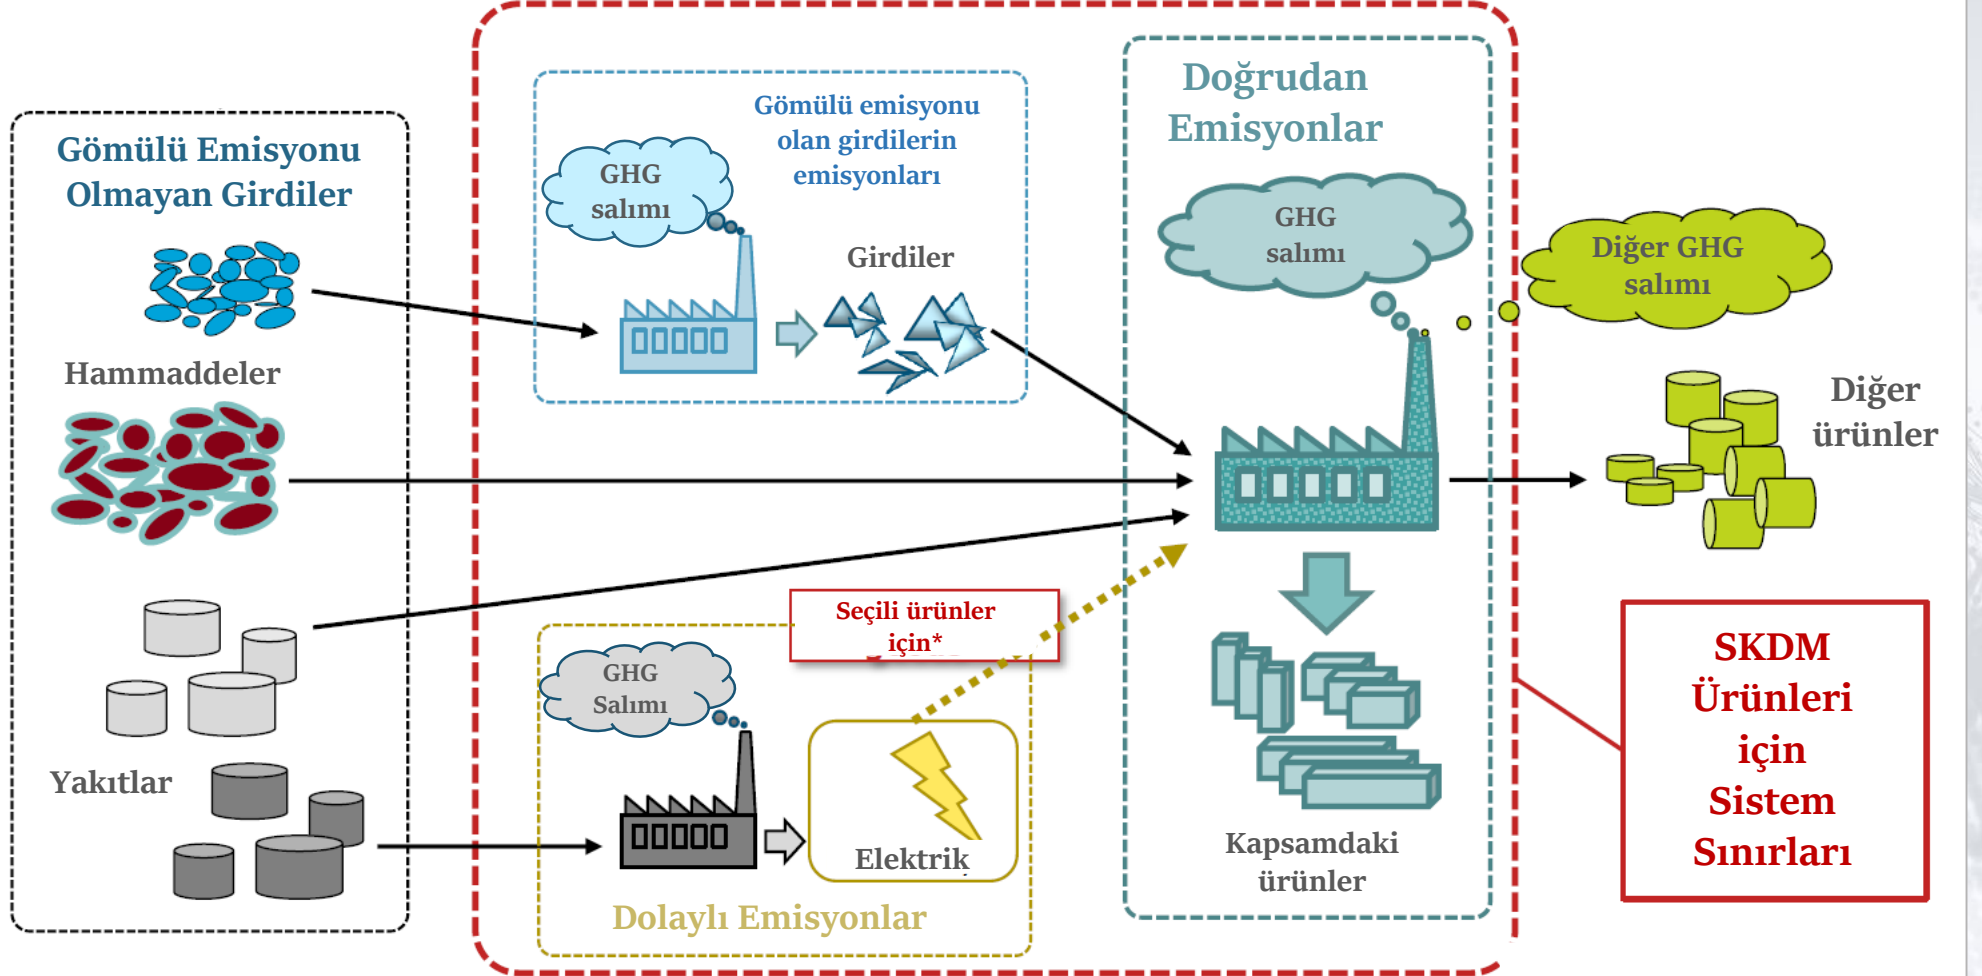 Gömülü Emisyonu
Olmayan Girdiler
Hammaddeler
Yakıtlar
Gömülü emisyonu
olan girdilerin
emisyonları
GHG
salımı
Girdiler
Seçili ürünler
için*
GHG
Salımı
Elektrik
Dolaylı Emisyonlar
Doğrudan
Emisyonlar
GHG
salımı
Kapsamdaki
ürünler
Diğer GHG
salımı
Diğer
ürünler
SKDM
Ürünleri
için
Sistem
Sınırları